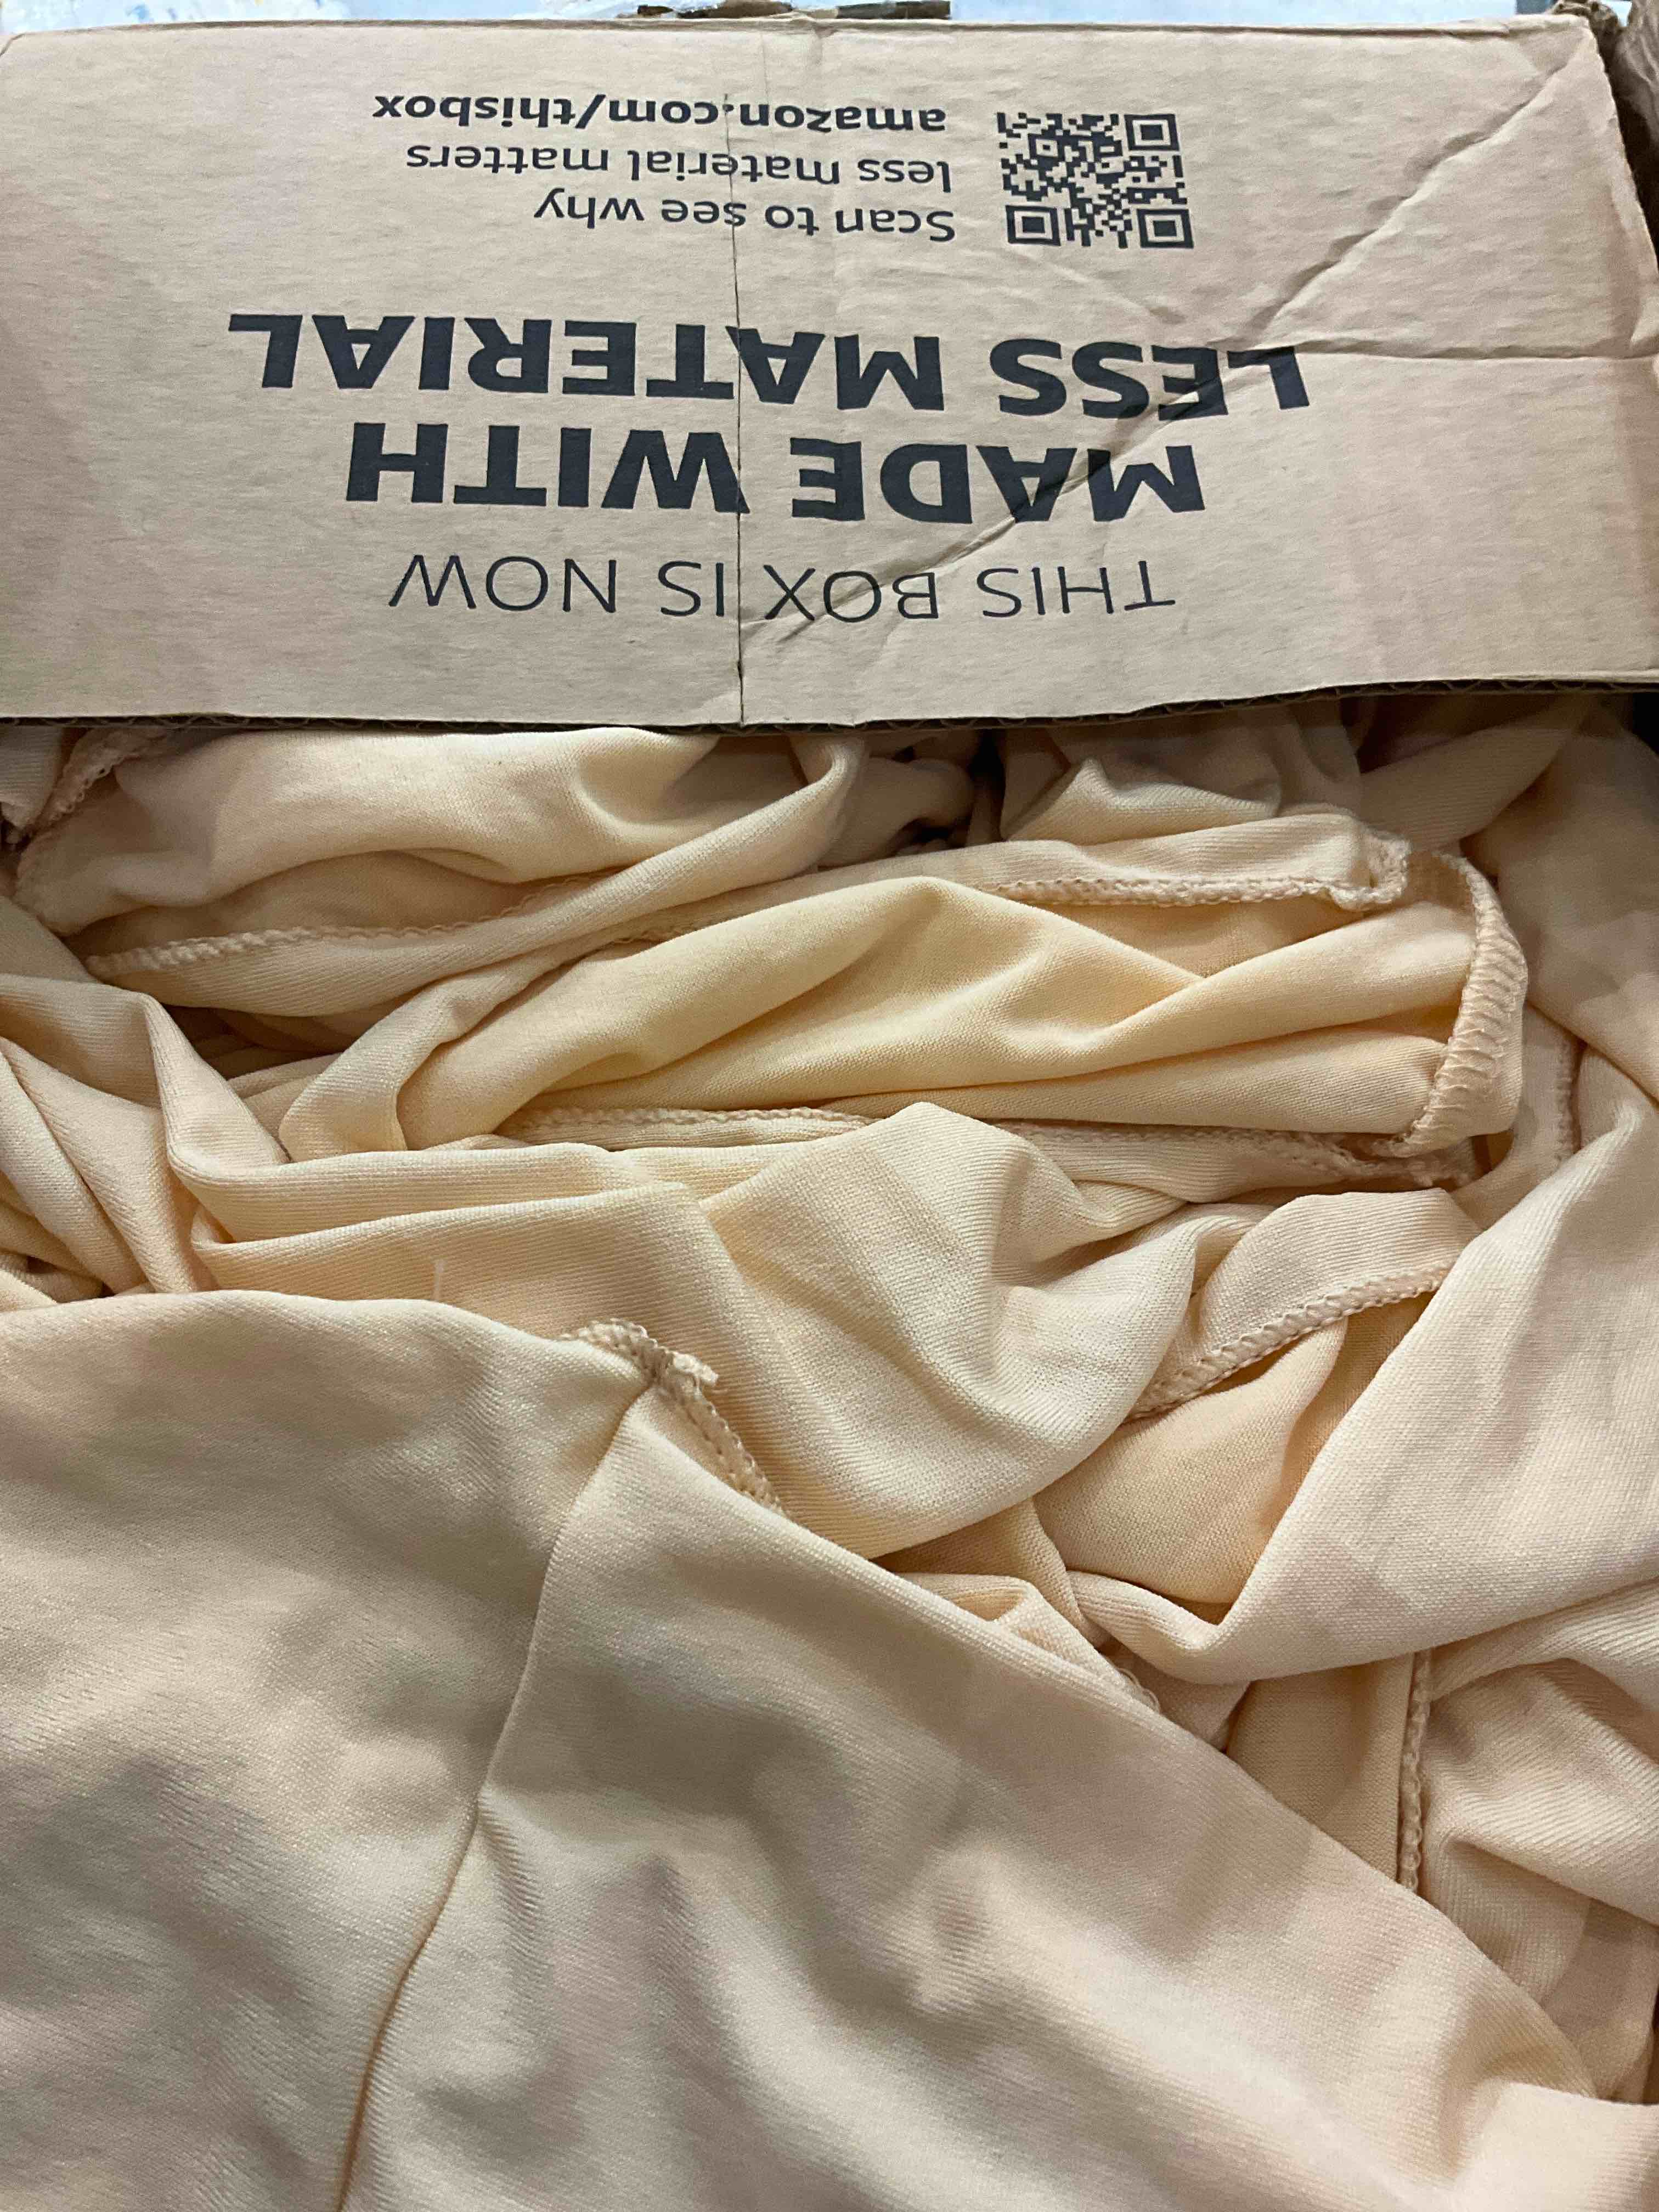 THIS BOX IS NOW
MADE WITH
LESS MATERIAL
Scan to see why
less material matters
amazon.com/thisbox